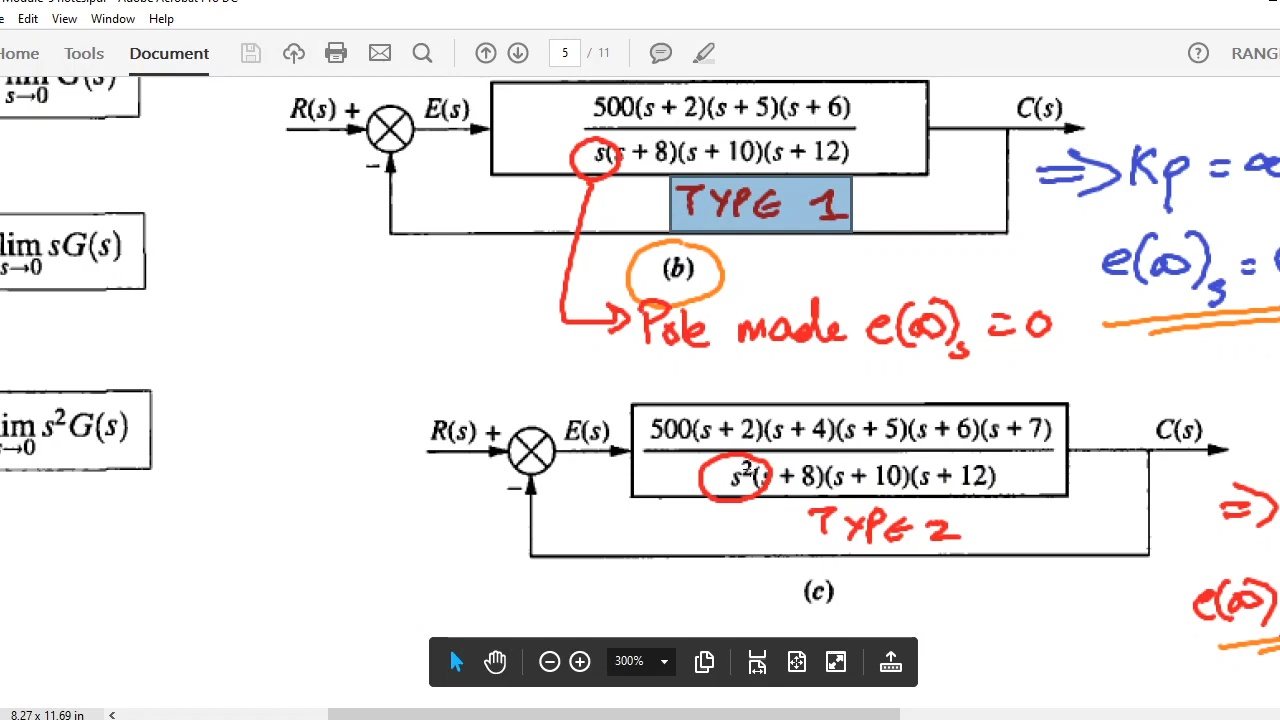 Edit View Window Help
Home Tools Document 5 / 11
G(s)
s→0
R(s) + E(s) 500(s + 2)(s + 5)(s + 6) C(s)
− s(s + 8)(s + 10)(s + 12) ⇒ Kp = ∞
TYPE 1
lim sG(s)
s→0
(b) e(∞)s =
Pole made e(∞)s = 0
lim s²G(s)
s→0
R(s) + E(s) 500(s + 2)(s + 4)(s + 5)(s + 6)(s + 7) C(s)
− s²(s + 8)(s + 10)(s + 12)
TYPE 2 ⇒
(c) e(∞)
300%
8.27 x 11.69 in